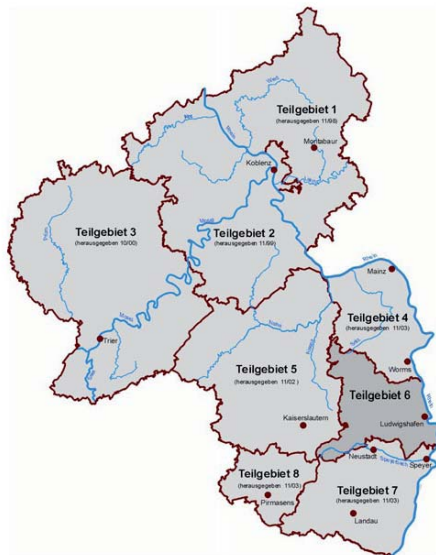 Teilgebiet 1
(herausgegeben 11/98)
Montabaur
Koblenz
Teilgebiet 3
(herausgegeben 10/00)
Teilgebiet 2
(herausgegeben 11/99)
Mainz
Teilgebiet 4
(herausgegeben 11/03)
Trier
Worms
Teilgebiet 5
(herausgegeben 11/02)
Teilgebiet 6
Kaiserslautern
Ludwigshafen
Neustadt
Speyer
Teilgebiet 8
(herausgegeben 11/03)
Pirmasens
Teilgebiet 7
(herausgegeben 11/03)
Landau